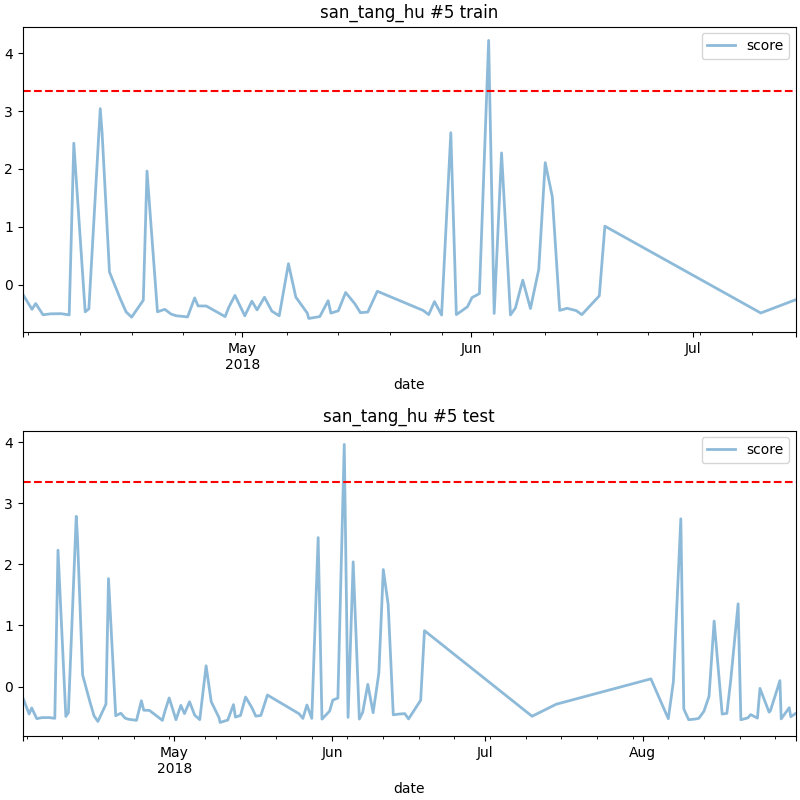 san_tang_hu #5 train
score
4
3
2
1
0
May
2018
Jun
Jul
date
san_tang_hu #5 test
score
4
3
2
1
0
May
2018
Jun
Jul
Aug
date